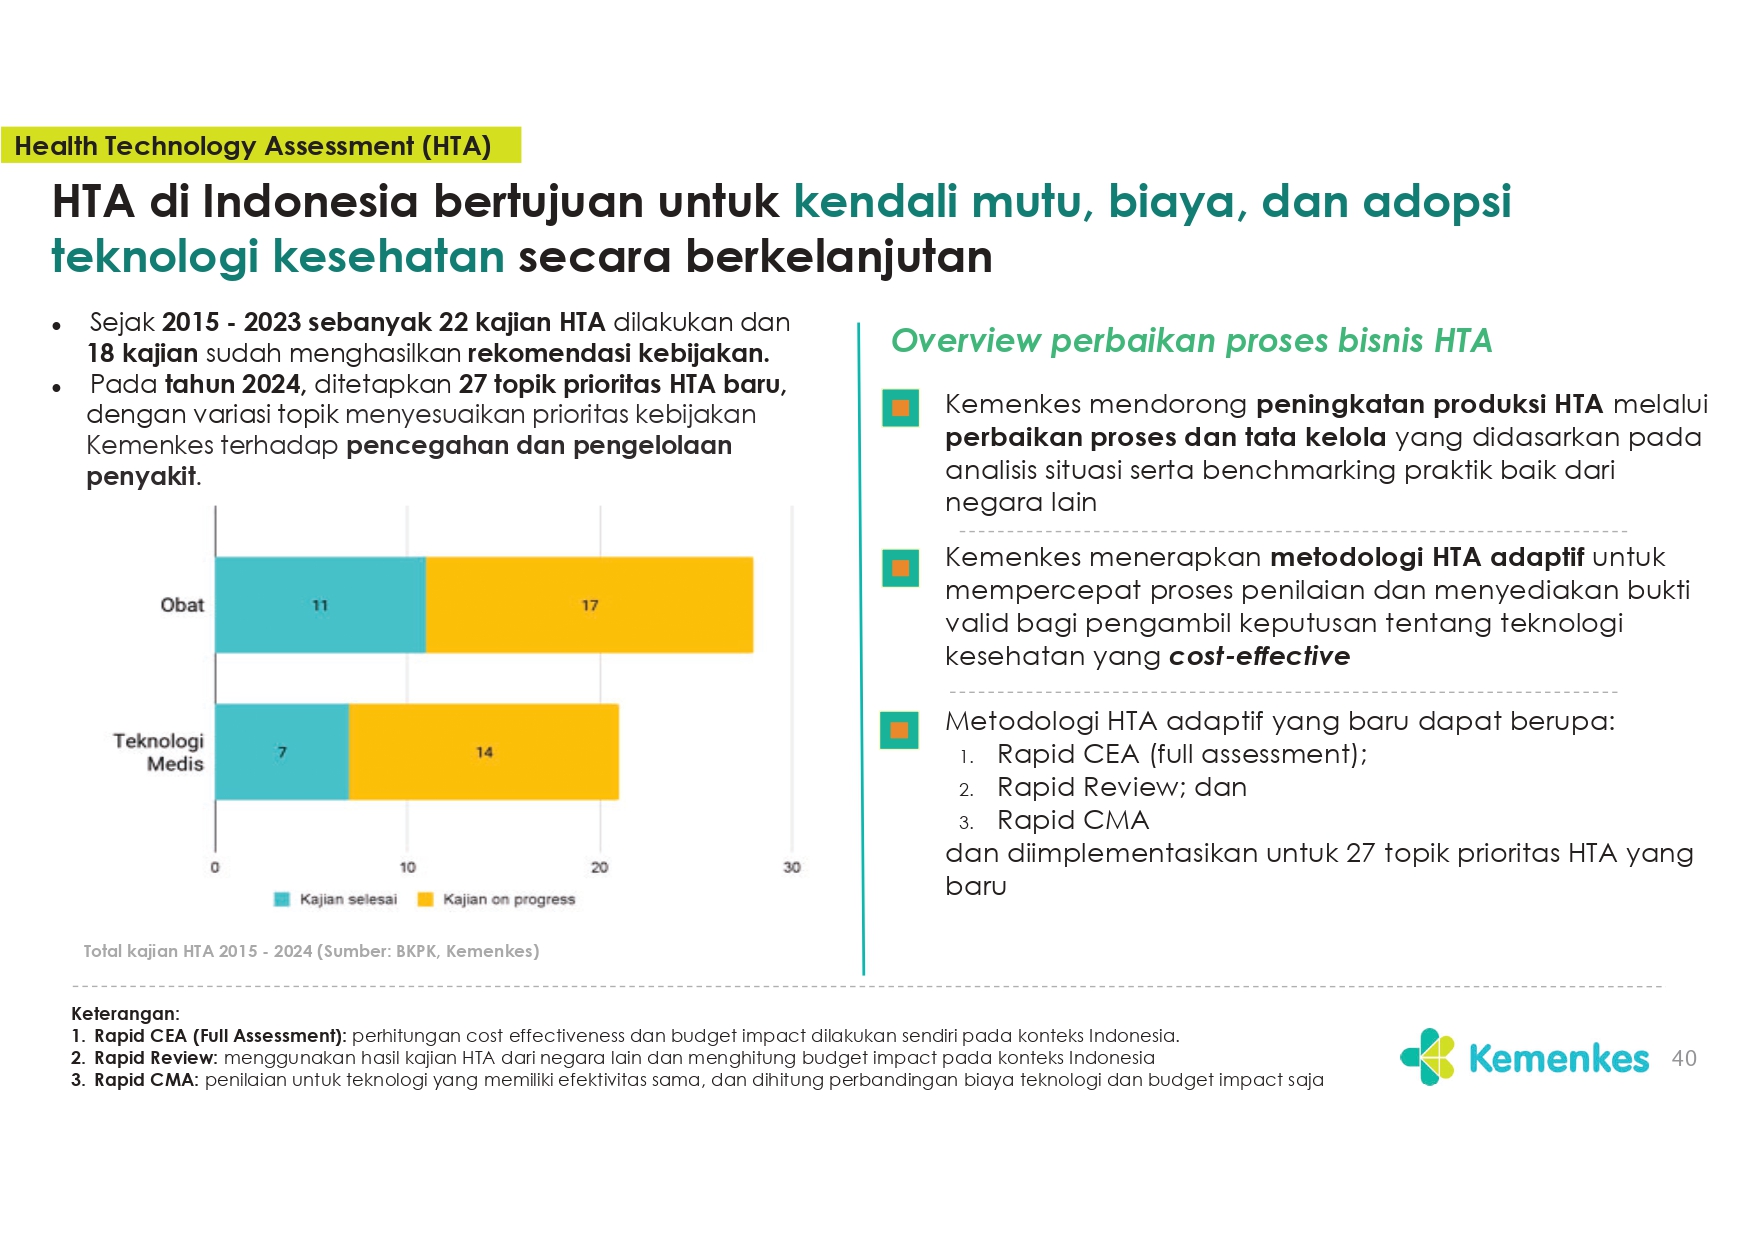 Health Technology Assessment (HTA)
HTA di Indonesia bertujuan untuk kendali mutu, biaya, dan adopsi
teknologi kesehatan secara berkelanjutan
● Sejak 2015 - 2023 sebanyak 22 kajian HTA dilakukan dan
18 kajian sudah menghasilkan rekomendasi kebijakan.
● Pada tahun 2024, ditetapkan 27 topik prioritas HTA baru,
dengan variasi topik menyesuaikan prioritas kebijakan
Kemenkes terhadap pencegahan dan pengelolaan
penyakit.
Obat
11
17
Teknologi
Medis
7
14
0
10
20
30
Kajian selesai
Kajian on progress
Total kajian HTA 2015 - 2024 (Sumber: BKPK, Kemenkes)
Overview perbaikan proses bisnis HTA
Kemenkes mendorong peningkatan produksi HTA melalui
perbaikan proses dan tata kelola yang didasarkan pada
analisis situasi serta benchmarking praktik baik dari
negara lain
Kemenkes menerapkan metodologi HTA adaptif untuk
mempercepat proses penilaian dan menyediakan bukti
valid bagi pengambil keputusan tentang teknologi
kesehatan yang cost-effective
Metodologi HTA adaptif yang baru dapat berupa:
1. Rapid CEA (full assessment);
2. Rapid Review; dan
3. Rapid CMA
dan diimplementasikan untuk 27 topik prioritas HTA yang
baru
Keterangan:
1. Rapid CEA (Full Assessment): perhitungan cost effectiveness dan budget impact dilakukan sendiri pada konteks Indonesia.
2. Rapid Review: menggunakan hasil kajian HTA dari negara lain dan menghitung budget impact pada konteks Indonesia
3. Rapid CMA: penilaian untuk teknologi yang memiliki efektivitas sama, dan dihitung perbandingan biaya teknologi dan budget impact saja
Kemenkes
40